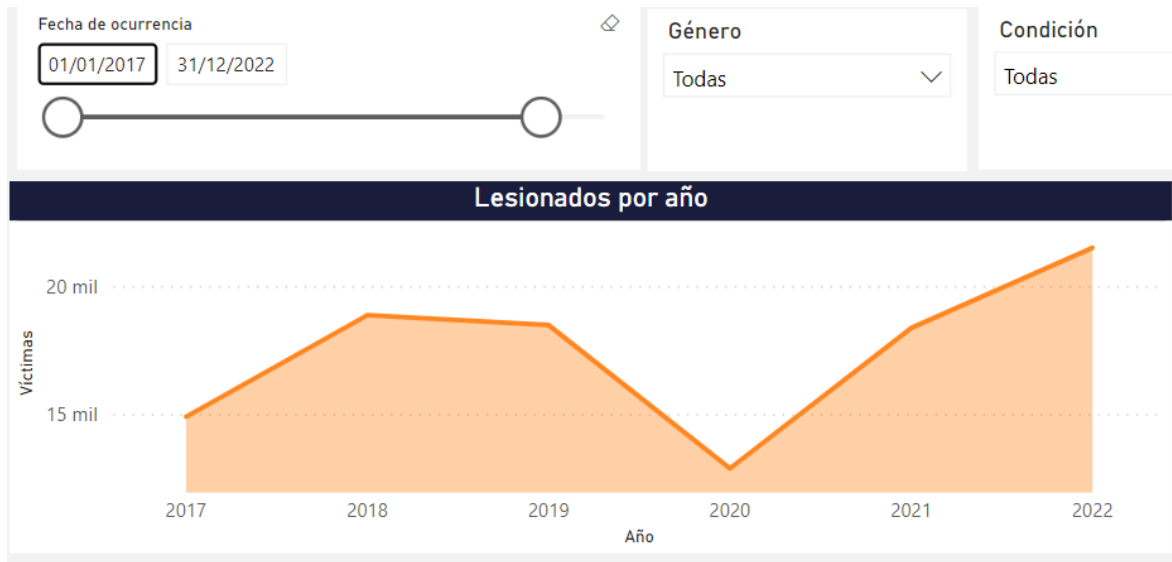 Fecha de ocurrencia
01/01/2017 31/12/2022
Género
Todas
Condición
Todas
Lesionados por año
20 mil
15 mil
Víctimas
2017 2018 2019 2020 2021 2022
Año